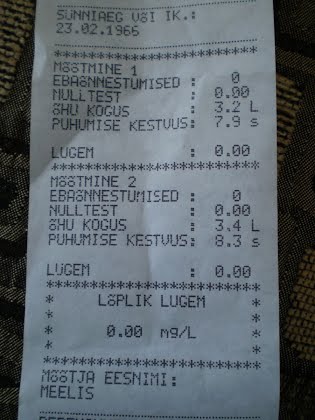 SÜNNIAEG VõI IK.:
23.02.1966
***********************
MõõTMINE 1
EBAõNNESTUMISED : 0
NULLTEST : 0.00
õHU KOGUS : 3.2 L
PUHUMISE KESTVUS: 7.9 s
LUGEM : 0.00
***********************
MõõTMINE 2
EBAõNNESTUMISED : 0
NULLTEST : 0.00
õHU KOGUS : 3.4 L
PUHUMISE KESTVUS: 8.3 s
LUGEM : 0.00
***********************
* LõPLIK LUGEM *
* *
* 0.00 mg/L *
* *
***********************
MõõTJA EESNIMI:
MEELIS